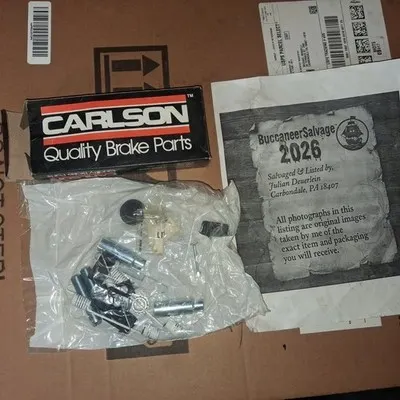 CARLSON™
Quality Brake Parts
BuccaneerSalvage
2026
Salvaged & Listed by,
Julian Deuerlein
Carbondale, PA 18407
All photographs in this
listing are original images
taken by me of the
exact item and packaging
you will receive.